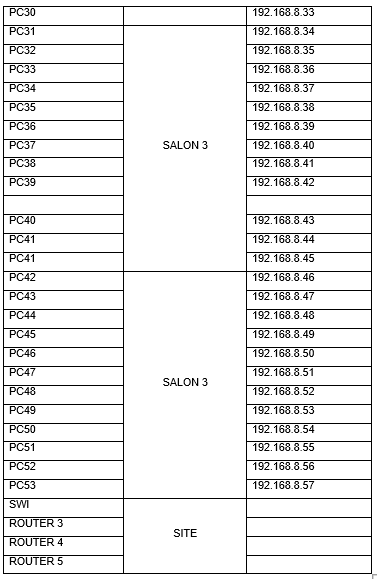 PC30 192.168.8.33
PC31 192.168.8.34
PC32 192.168.8.35
PC33 192.168.8.36
PC34 192.168.8.37
PC35 192.168.8.38
PC36 192.168.8.39
PC37 SALON 3 192.168.8.40
PC38 192.168.8.41
PC39 192.168.8.42
PC40 192.168.8.43
PC41 192.168.8.44
PC41 192.168.8.45
PC42 192.168.8.46
PC43 192.168.8.47
PC44 192.168.8.48
PC45 192.168.8.49
PC46 192.168.8.50
PC47 192.168.8.51
SALON 3
PC48 192.168.8.52
PC49 192.168.8.53
PC50 192.168.8.54
PC51 192.168.8.55
PC52 192.168.8.56
PC53 192.168.8.57
SWI
ROUTER 3
SITE
ROUTER 4
ROUTER 5